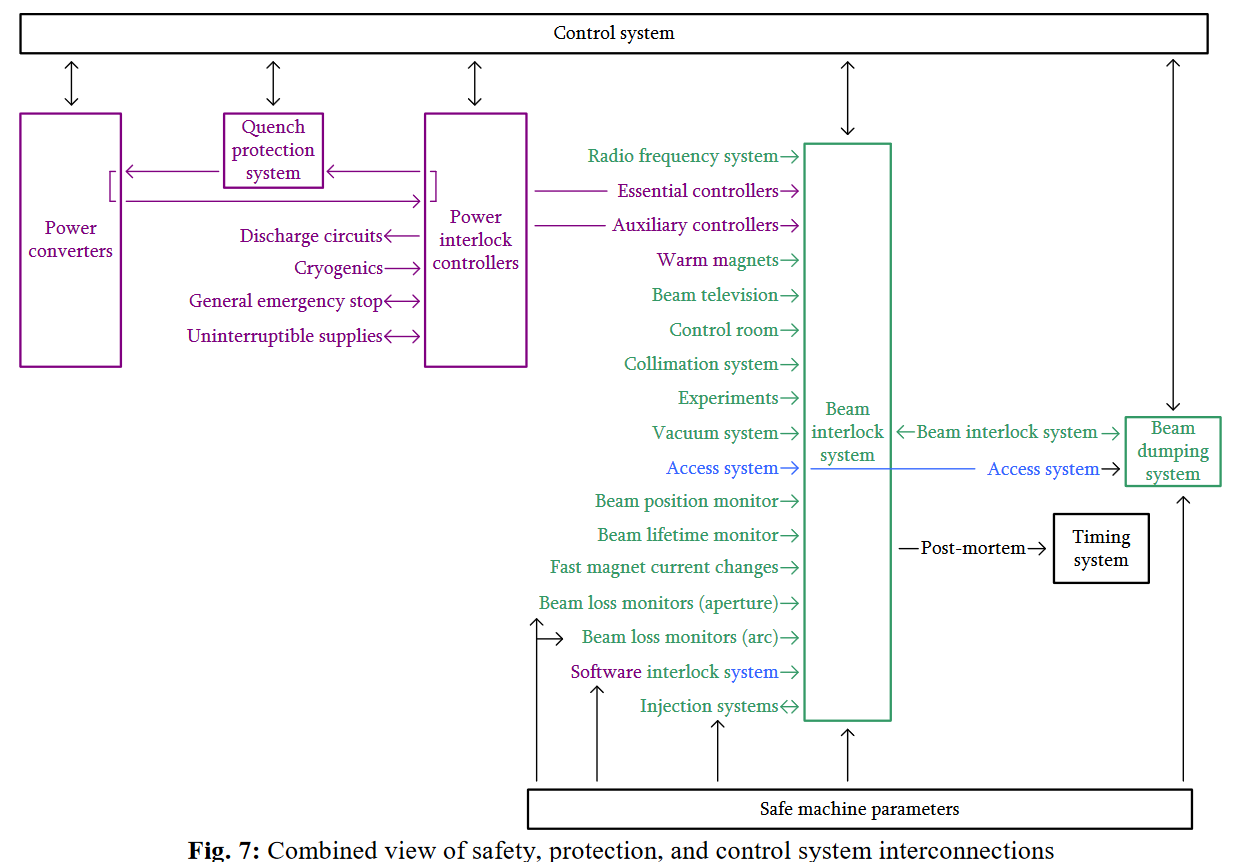 Control system
Quench
protection
system
Power
converters
Power
interlock
controllers
Discharge circuits
Cryogenics
General emergency stop
Uninterruptible supplies
Radio frequency system
Essential controllers
Auxiliary controllers
Warm magnets
Beam television
Control room
Collimation system
Experiments
Vacuum system
Access system
Beam position monitor
Beam lifetime monitor
Fast magnet current changes
Beam loss monitors (aperture)
Beam loss monitors (arc)
Software interlock system
Injection systems
Beam
interlock
system
Beam interlock system
Access system
Beam
dumping
system
Post-mortem
Timing
system
Safe machine parameters
Fig. 7: Combined view of safety, protection, and control system interconnections